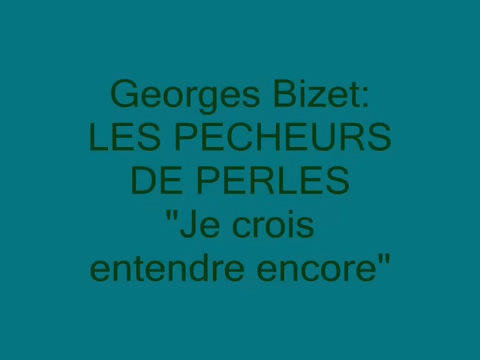 Georges Bizet:
LES PECHEURS
DE PERLES
"Je crois
entendre encore"